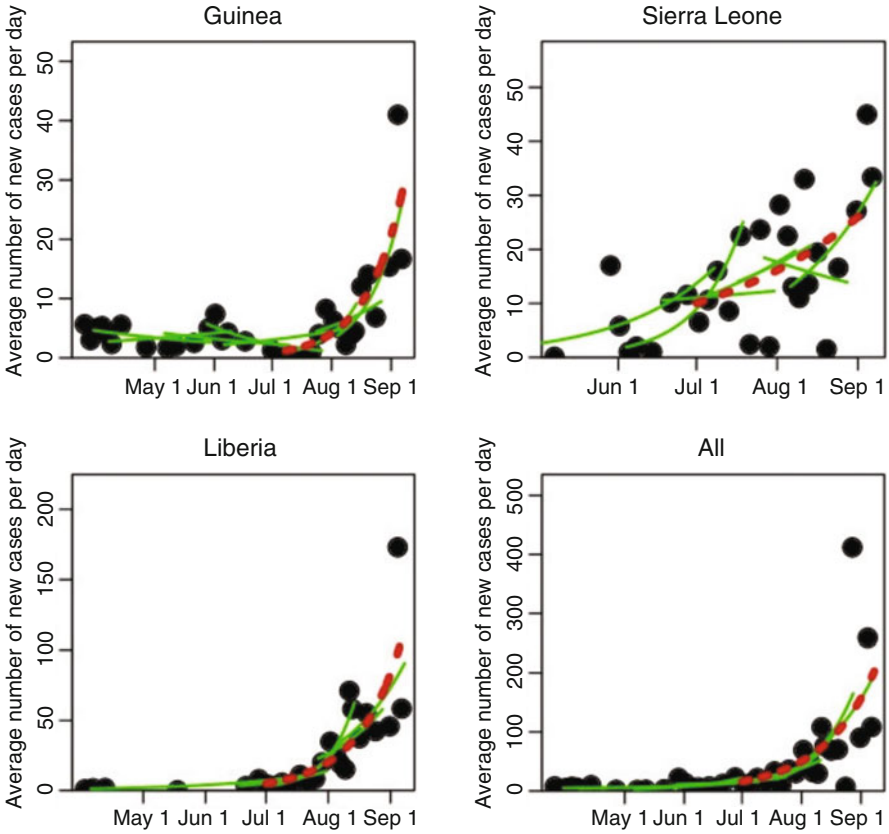 Guinea
Average number of new cases per day
50
40
30
20
10
0
May 1 Jun 1 Jul 1 Aug 1 Sep 1
Sierra Leone
Average number of new cases per day
50
40
30
20
10
0
Jun 1 Jul 1 Aug 1 Sep 1
Liberia
Average number of new cases per day
200
150
100
50
0
May 1 Jun 1 Jul 1 Aug 1 Sep 1
All
Average number of new cases per day
500
400
300
200
100
0
May 1 Jun 1 Jul 1 Aug 1 Sep 1